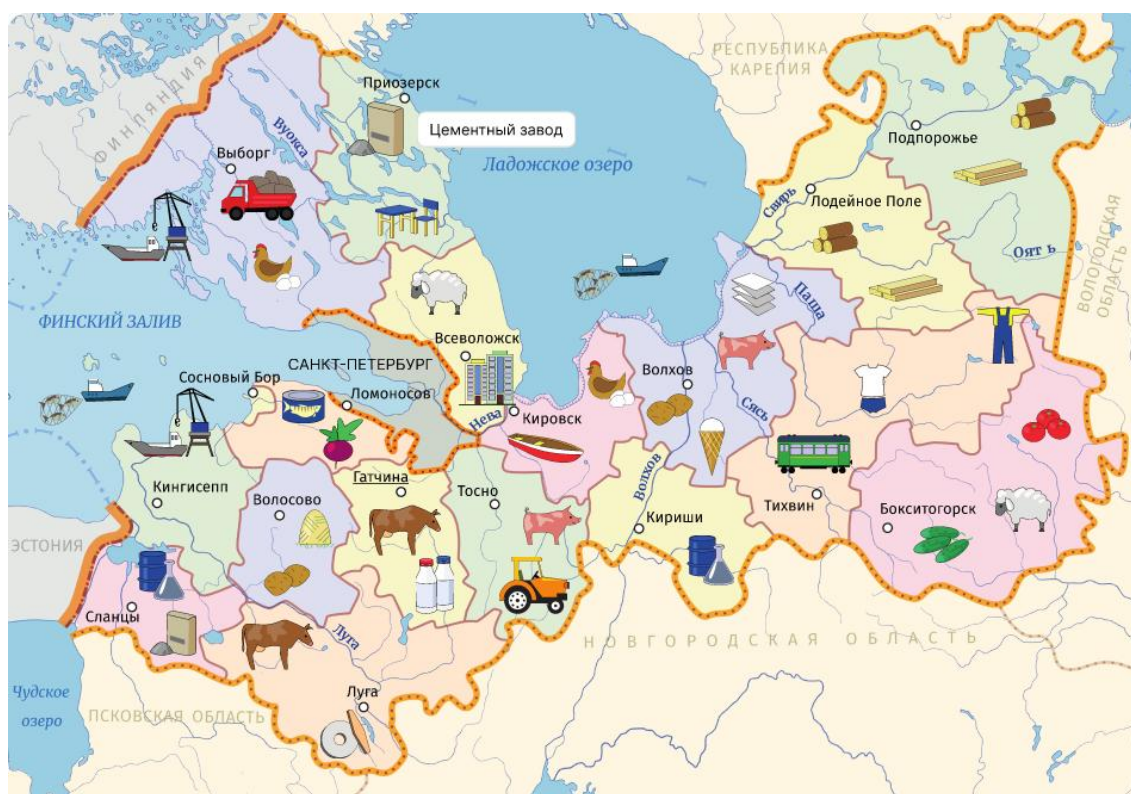 РЕСПУБЛИКА
КАРЕЛИЯ
ФИНЛЯНДИЯ
Приозерск
Цементный завод
Вуокса
Выборг
Ладожское озеро
Подпорожье
Свирь
Лодейное Поле
Оят ь
ВОЛОГОДСКАЯ
ОБЛАСТЬ
Паша
ФИНСКИЙ ЗАЛИВ
Всеволожск
САНКТ-ПЕТЕРБУРГ
Сосновый Бор
Ломоносов
Нева
Кировск
Волхов
Сясь
Кингисепп
Волосово
Гатчина
Тосно
Волхов
Кириши
Тихвин
Бокситогорск
ЭСТОНИЯ
Сланцы
Луга
НОВГОРОДСКАЯ ОБЛАСТЬ
Луга
Чудское
озеро
ПСКОВСКАЯ ОБЛАСТЬ